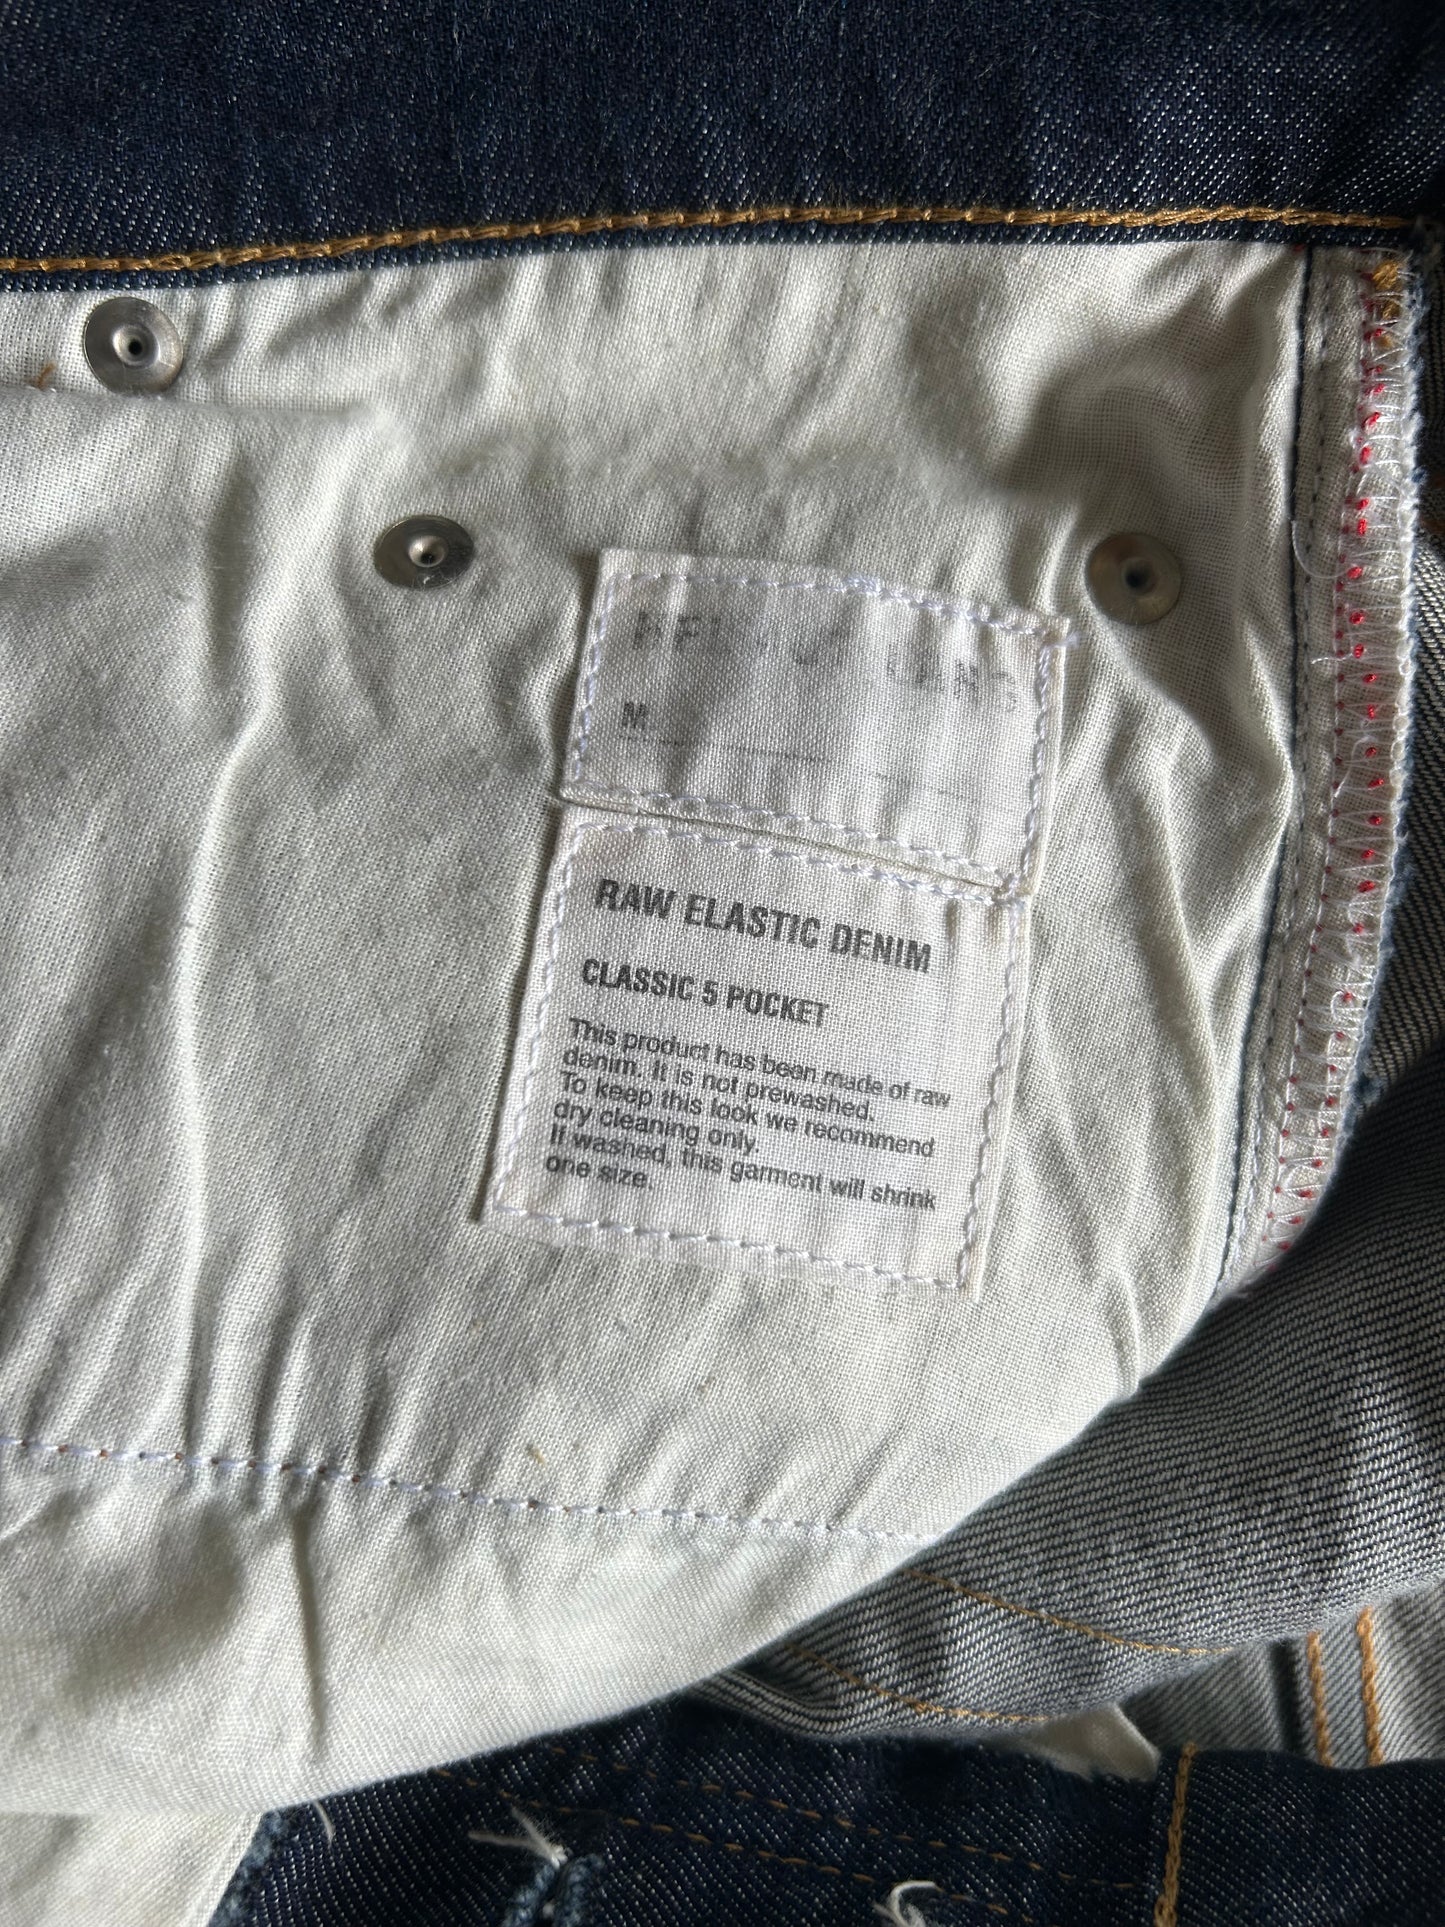 M
RAW ELASTIC DENIM
CLASSIC 5 POCKET
This product has been made of raw
denim. It is not prewashed.
To keep this look we recommend
dry cleaning only.
If washed, this garment will shrink
one size.